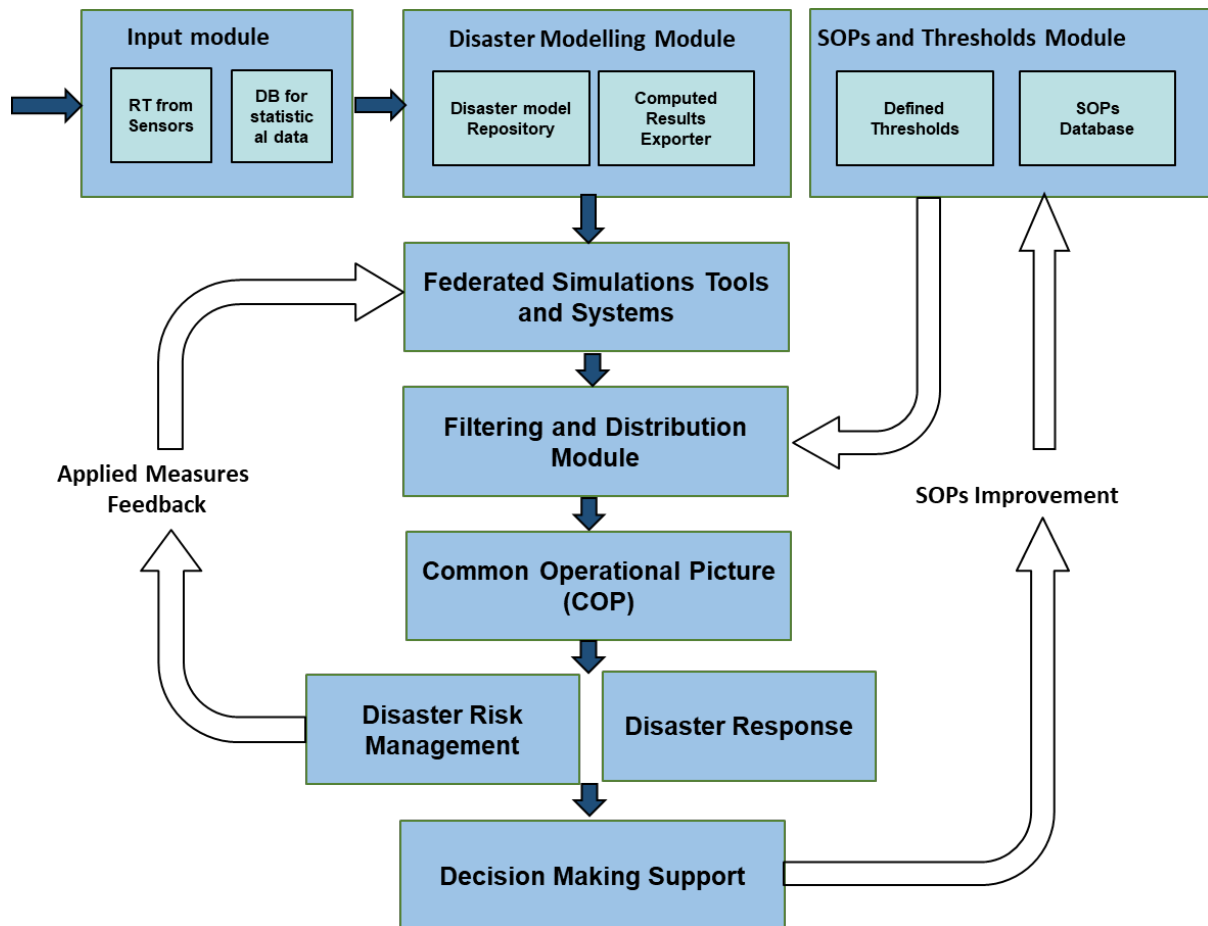 Input module
RT from
Sensors
DB for
statistic
al data
Disaster Modelling Module
Disaster model
Repository
Computed
Results
Exporter
SOPs and Thresholds Module
Defined
Thresholds
SOPs
Database
Federated Simulations Tools
and Systems
Filtering and Distribution
Module
Applied Measures
Feedback
SOPs Improvement
Common Operational Picture
(COP)
Disaster Risk
Management
Disaster Response
Decision Making Support